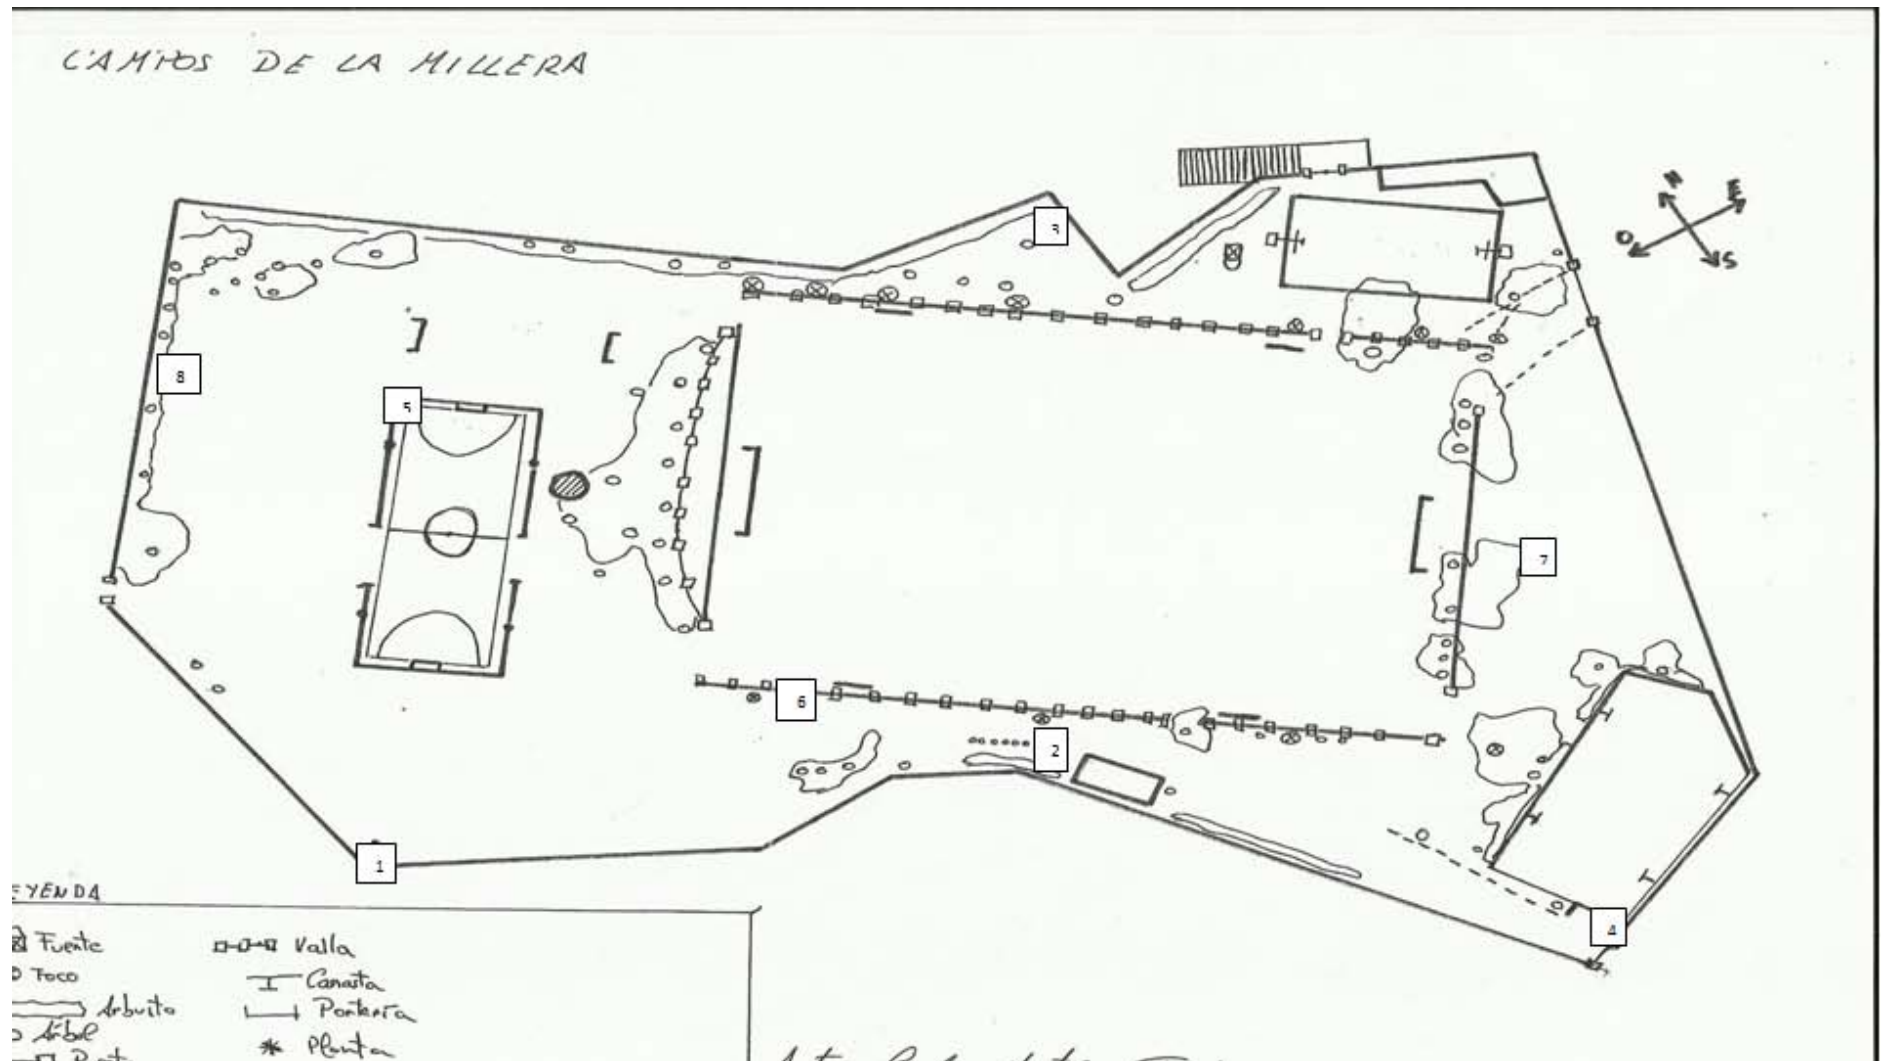 CAMPOS DE LA MILLERA
N
E
O
S
3
8
5
7
6
2
1
4
EYENDA
Fuente
Valla
Foco
Canasta
Arbusto
Portería
Árbol
Planta